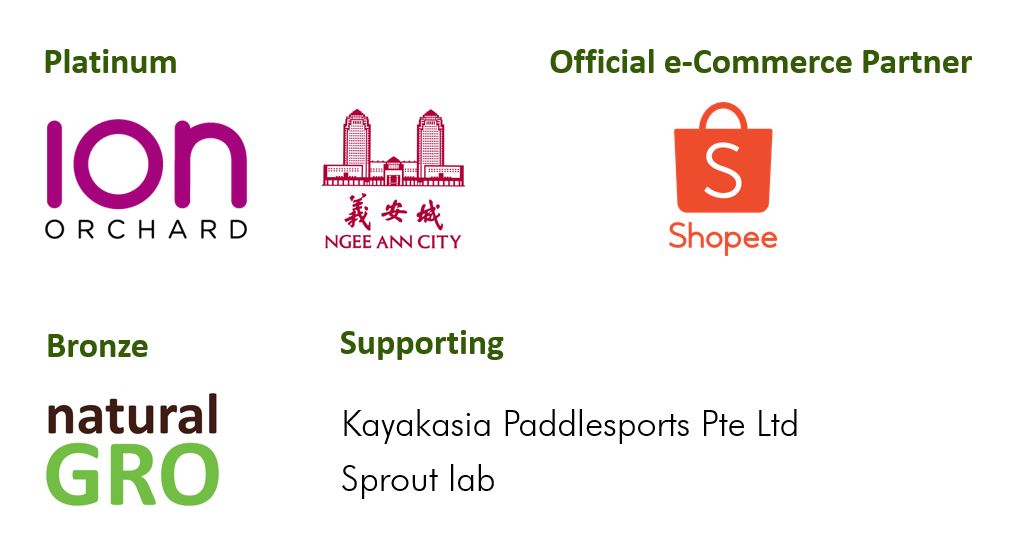 Platinum
Official e-Commerce Partner
ion
ORCHARD
義安城
NGEE ANN CITY
S
Shopee
Bronze
Supporting
natural
GRO
Kayakasia Paddlesports Pte Ltd
Sprout lab